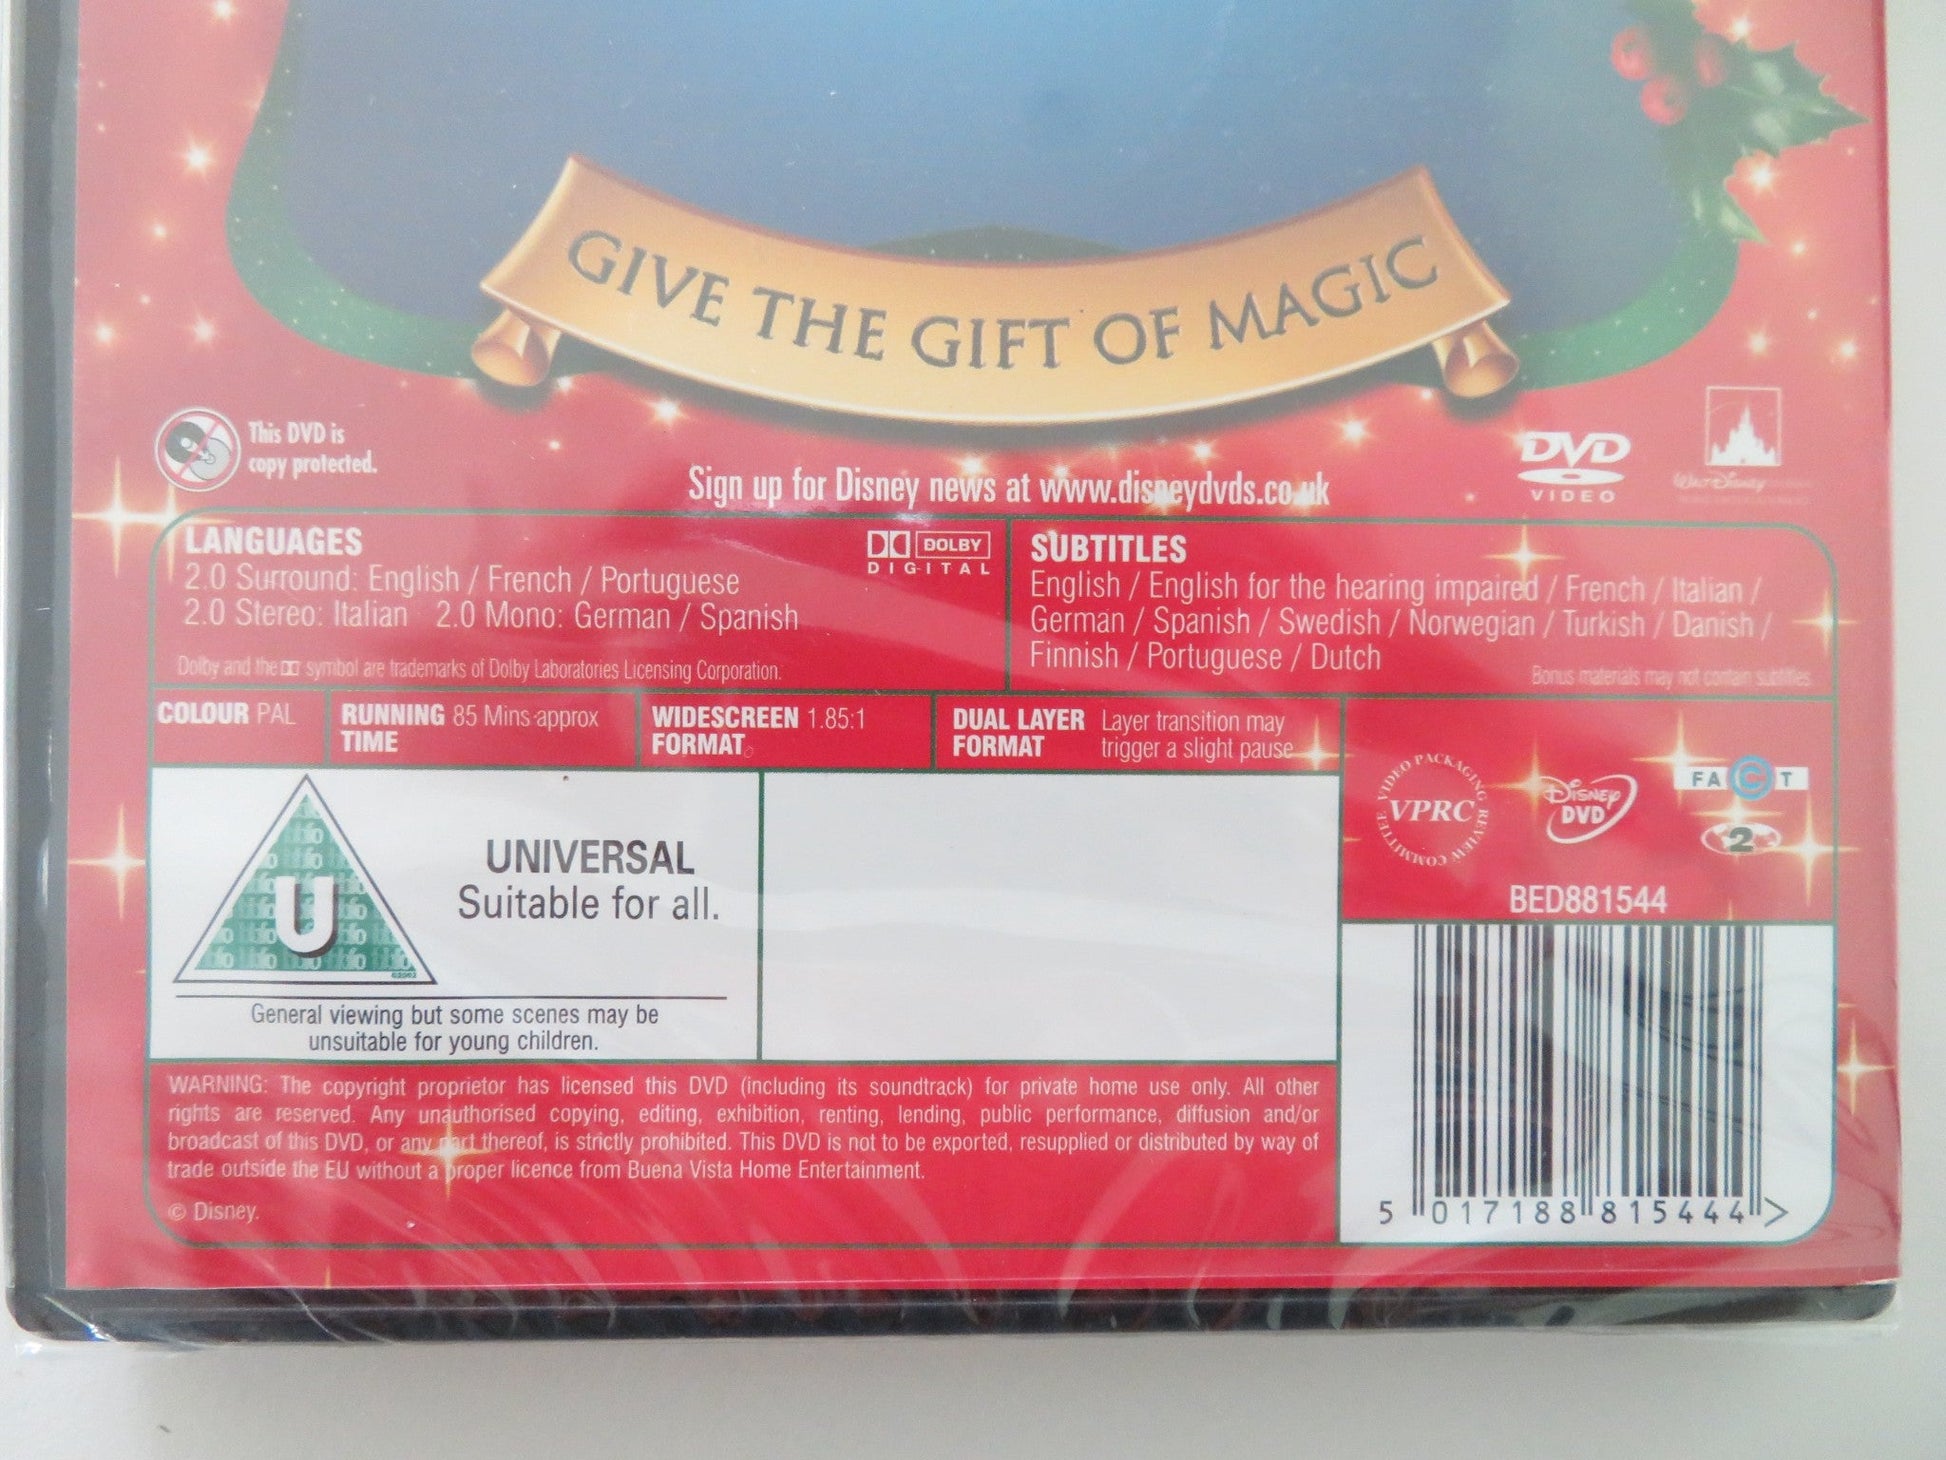 GIVE THE GIFT OF MAGIC
This DVD is
copy protected.
Sign up for Disney news at www.disneydvds.co.uk
DVD
VIDEO
WALT DISNEY
LANGUAGES
2.0 Surround: English / French / Portuguese
2.0 Stereo: Italian 2.0 Mono: German / Spanish
DOLBY
DIGITAL
Dolby and the symbol are trademarks of Dolby Laboratories Licensing Corporation.
SUBTITLES
English / English for the hearing impaired / French / Italian /
German / Spanish / Swedish / Norwegian / Turkish / Danish /
Finnish / Portuguese / Dutch
Bonus materials may not contain subtitles.
COLOUR PAL
RUNNING 85 Mins approx
TIME
WIDESCREEN 1.85:1
FORMAT
DUAL LAYER Layer transition may
FORMAT trigger a slight pause
VIDEO PACKAGING REVIEW COMMITTEE
VPRC
DISNEY
DVD
FACT
2
BED881544
U
UNIVERSAL
Suitable for all.
General viewing but some scenes may be
unsuitable for young children.
WARNING: The copyright proprietor has licensed this DVD (including its soundtrack) for private home use only. All other
rights are reserved. Any unauthorised copying, editing, exhibition, renting, lending, public performance, diffusion and/or
broadcast of this DVD, or any part thereof, is strictly prohibited. This DVD is not to be exported, resupplied or distributed by way of
trade outside the EU without a proper licence from Buena Vista Home Entertainment.
© Disney.
5 017188 815444 >